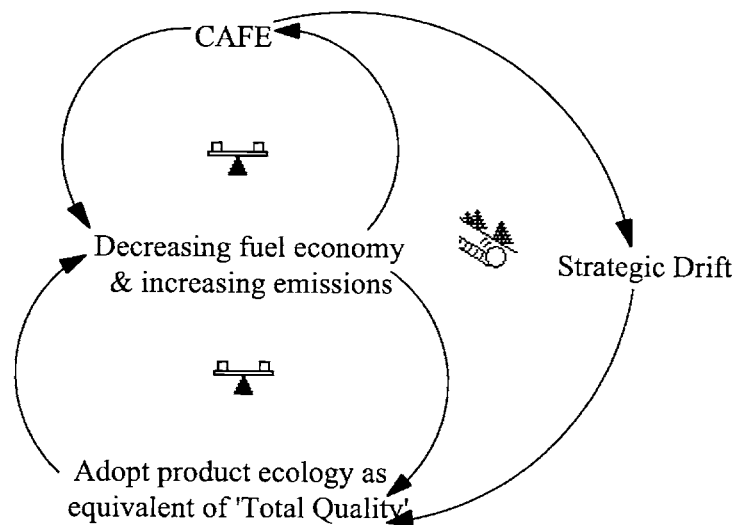 CAFE
Decreasing fuel economy
& increasing emissions
Strategic Drift
Adopt product ecology as
equivalent of 'Total Quality'